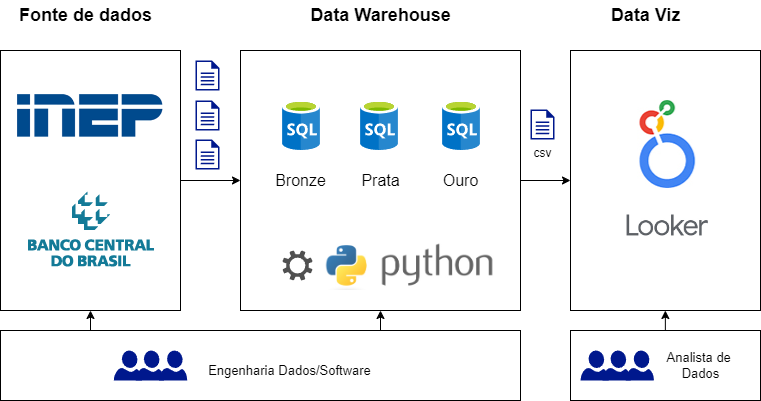 Fonte de dados
Data Warehouse
Data Viz
INEP
BANCO CENTRAL
DO BRASIL
SQL
SQL
SQL
Bronze
Prata
Ouro
python
csv
Looker
Engenharia Dados/Software
Analista de
Dados